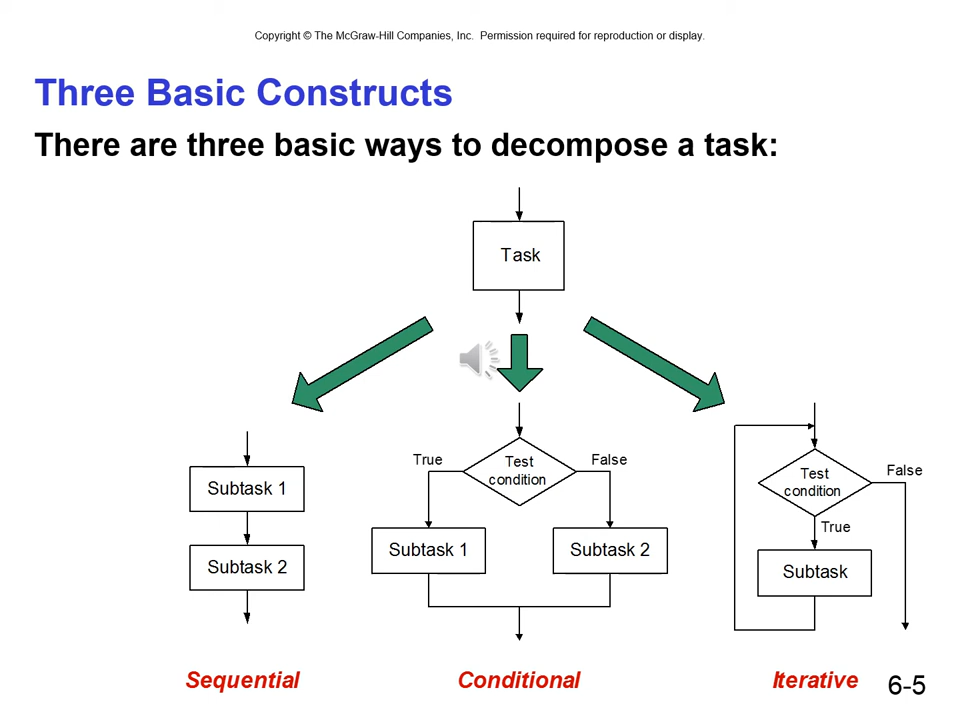 Copyright © The McGraw-Hill Companies, Inc.  Permission required for reproduction or display.
Three Basic Constructs
There are three basic ways to decompose a task:
Task
Subtask 1
Subtask 2
Sequential
True
Test
condition
False
Subtask 1
Subtask 2
Conditional
Test
condition
False
True
Subtask
Iterative
6-5